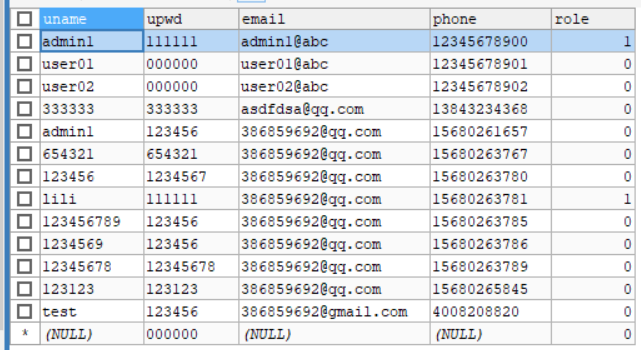 uname upwd email phone role
admin1 111111 admin1@abc 12345678900 1
user01 000000 user01@abc 12345678901 0
user02 000000 user02@abc 12345678902 0
333333 333333 asdfdsa@qq.com 13843234368 0
admin1 123456 386859692@qq.com 15680261657 0
654321 654321 386859692@qq.com 15680263767 0
123456 1234567 386859692@qq.com 15680263780 0
lili 111111 386859692@qq.com 15680263781 1
123456789 123456 386859692@qq.com 15680263785 0
1234569 123456 386859692@qq.com 15680263786 0
12345678 12345678 386859692@qq.com 15680263789 0
123123 123123 386859692@qq.com 15680265845 0
test 123456 386859692@gmail.com 4008208820 0
* (NULL) 000000 (NULL) (NULL) 0